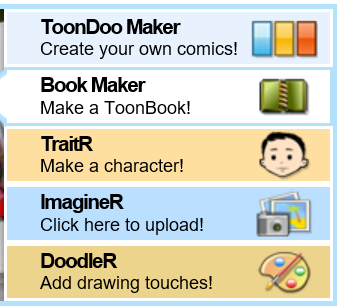 ToonDoo Maker
Create your own comics!
Book Maker
Make a ToonBook!
TraitR
Make a character!
ImagineR
Click here to upload!
DoodleR
Add drawing touches!